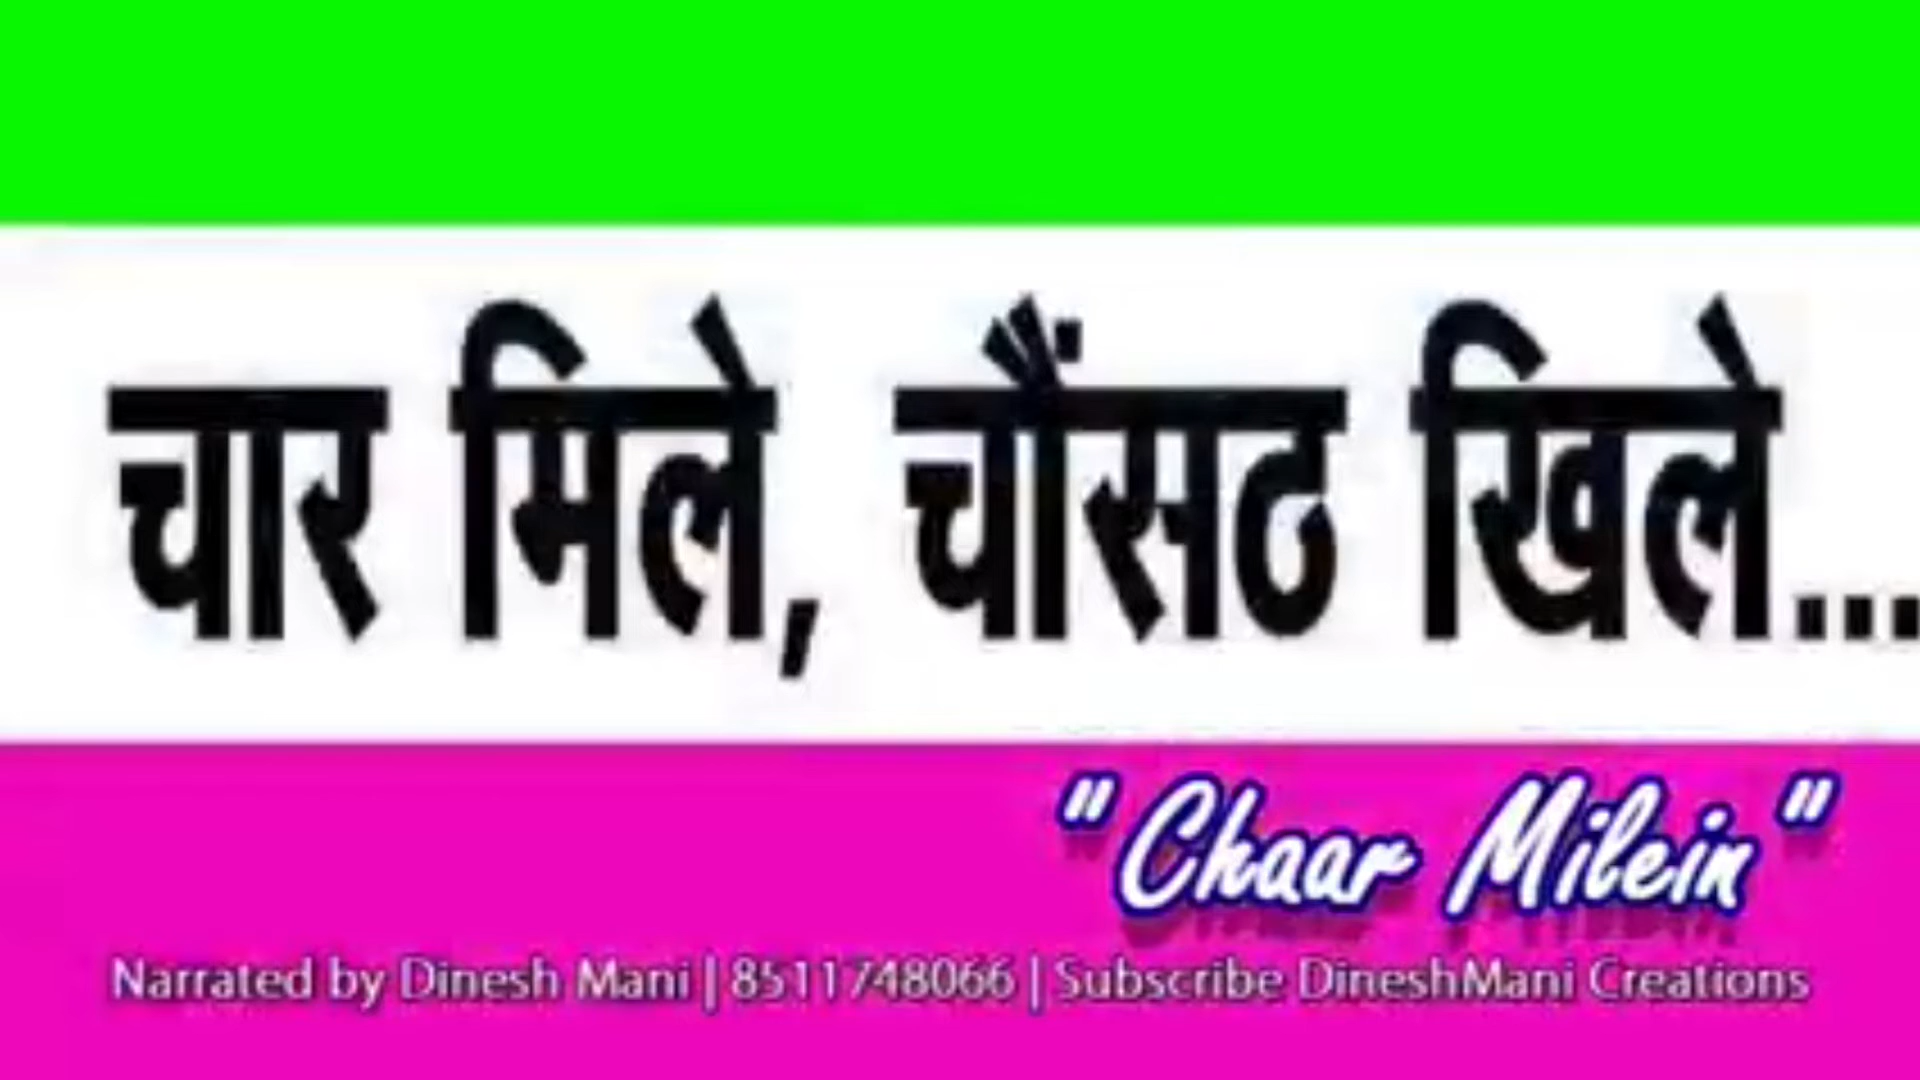 चार मिले, चौंसठ खिले...
"Chaar Milein"
Narrated by Dinesh Mani | 8511748066 | Subscribe DineshMani Creations